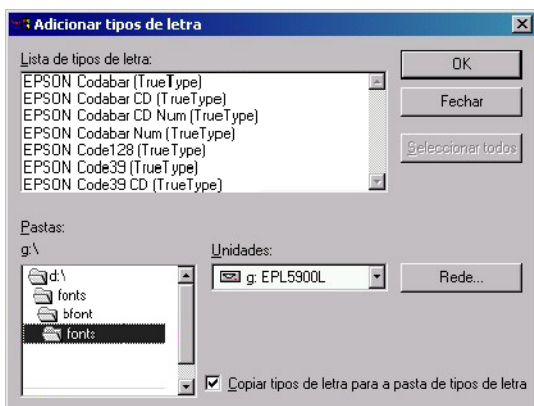 Adicionar tipos de letra
Lista de tipos de letra:
EPSON Codabar (TrueType)
EPSON Codabar CD (TrueType)
EPSON Codabar CD Num (TrueType)
EPSON Codabar Num (TrueType)
EPSON Code128 (TrueType)
EPSON Code39 (TrueType)
EPSON Code39 CD (TrueType)
OK
Fechar
Seleccionar todos
Pastas:
g:\
d:\
fonts
bfont
fonts
Unidades:
g: EPL5900L
Rede...
Copiar tipos de letra para a pasta de tipos de letra